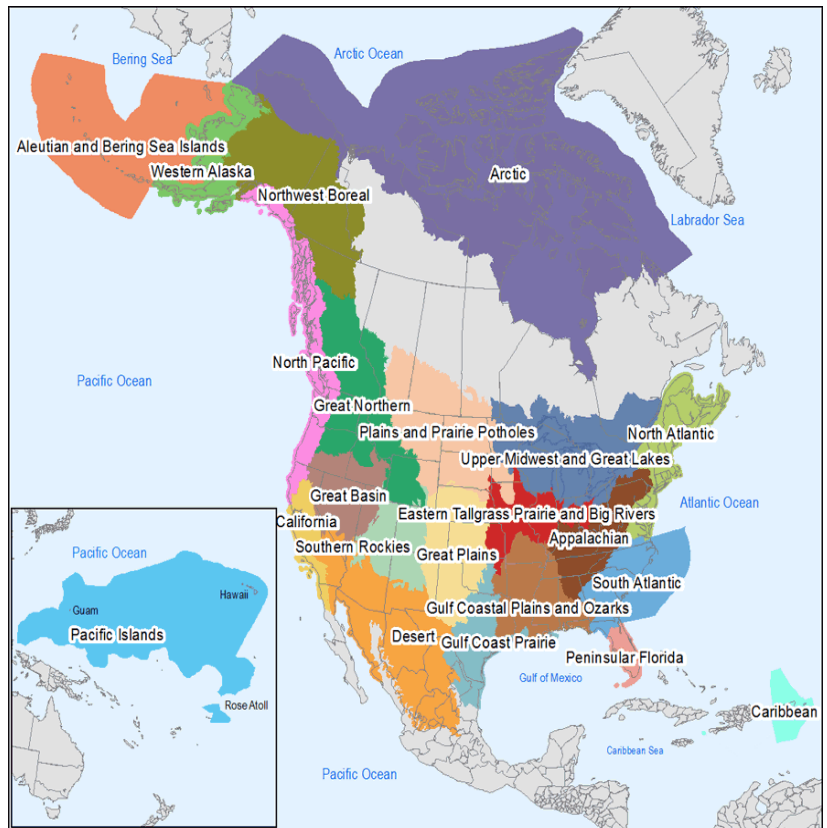 Bering Sea
Arctic Ocean
Aleutian and Bering Sea Islands
Western Alaska
Northwest Boreal
Arctic
Labrador Sea
North Pacific
Pacific Ocean
Great Northern
Plains and Prairie Potholes
North Atlantic
Upper Midwest and Great Lakes
Great Basin
Atlantic Ocean
Eastern Tallgrass Prairie and Big Rivers
California
Appalachian
Southern Rockies
Great Plains
South Atlantic
Gulf Coastal Plains and Ozarks
Desert
Gulf Coast Prairie
Peninsular Florida
Gulf of Mexico
Caribbean
Caribbean Sea
Pacific Ocean
Pacific Ocean
Hawaii
Guam
Pacific Islands
Rose Atoll